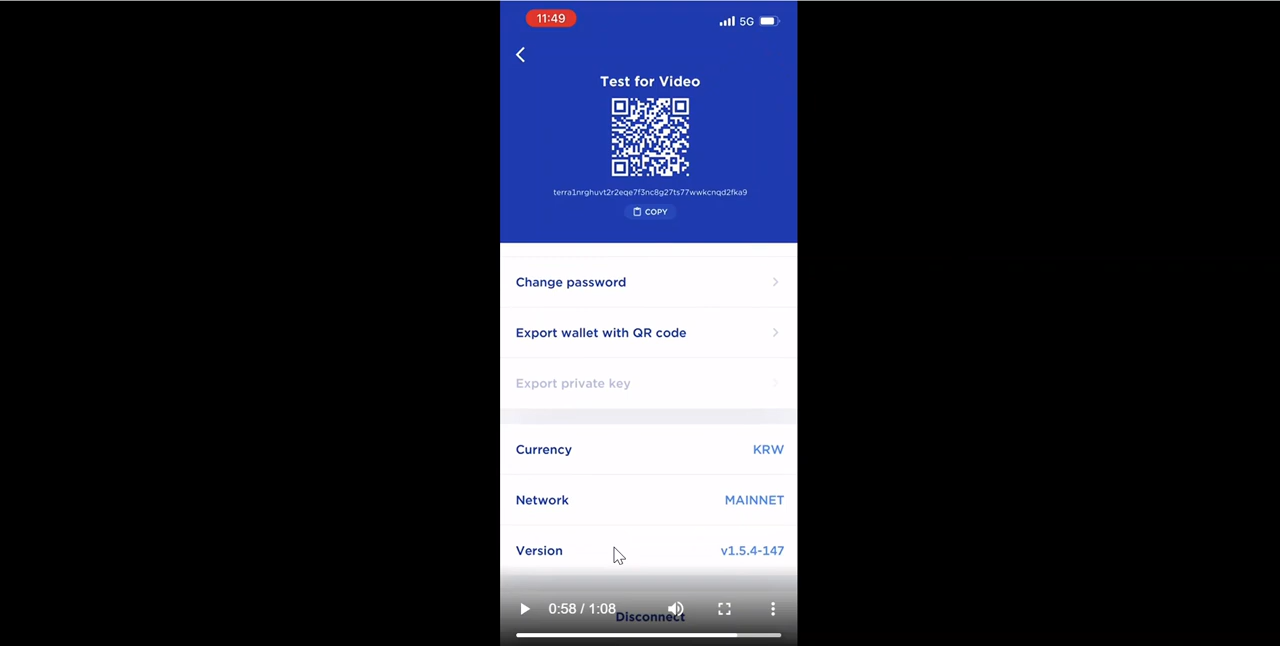 11:49
5G
Test for Video
terra1nrghuvt2r2eqe7f3nc8g27ts77wwkcnqd2fka9
COPY
Change password
Export wallet with QR code
Export private key
Currency KRW
Network MAINNET
Version v1.5.4-147
0:58 / 1:08
Disconnect